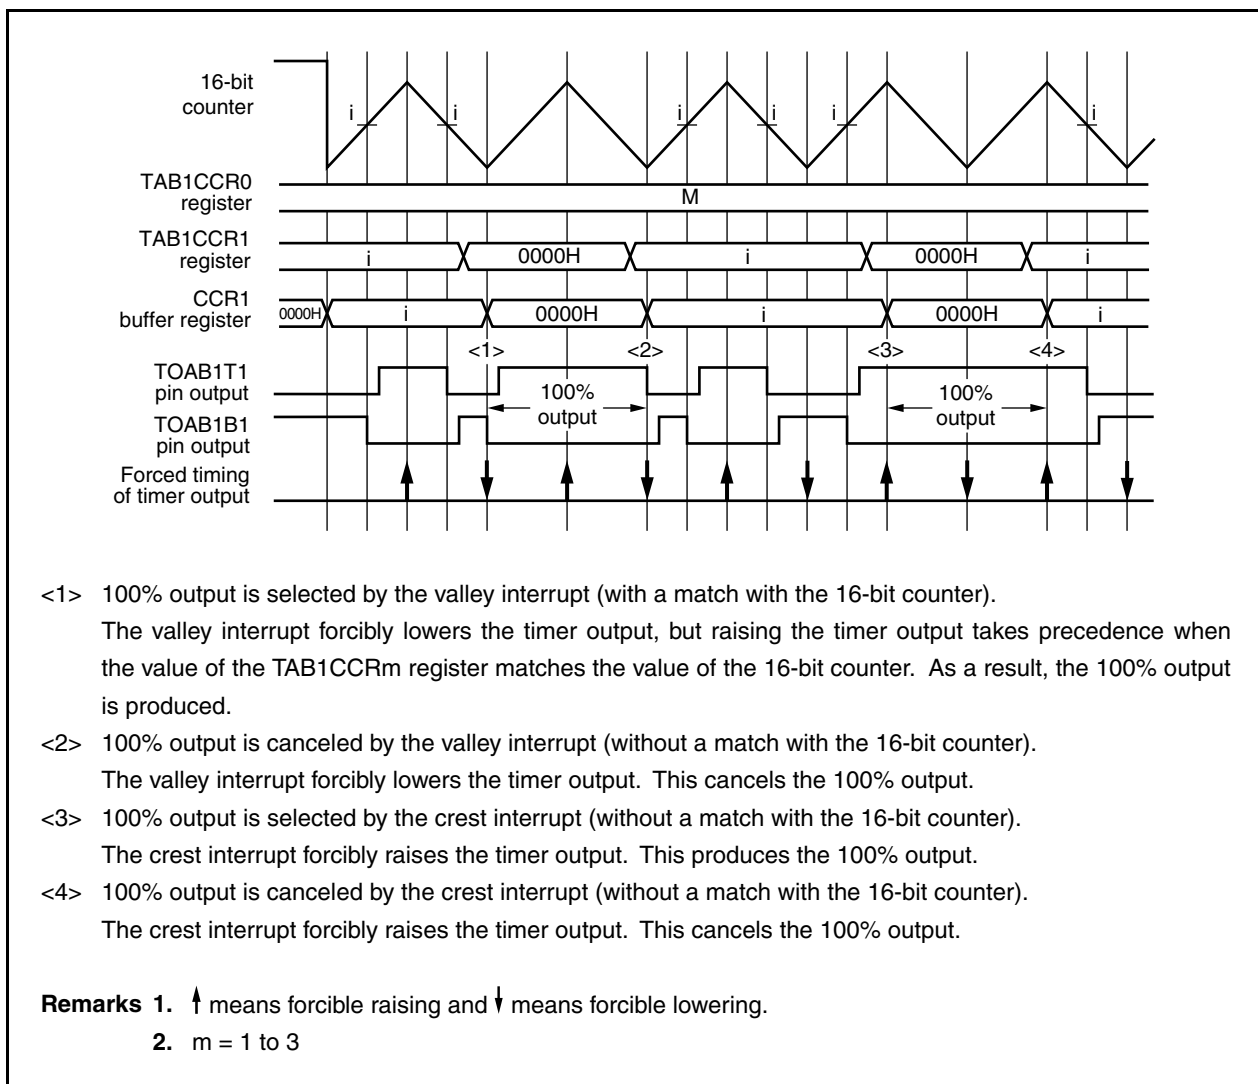 16-bit
counter
i i i i i i
TAB1CCR0
register
M
TAB1CCR1
register
i 0000H i 0000H i
CCR1
buffer register
0000H i 0000H i 0000H i
<1> <2> <3> <4>
TOAB1T1
pin output
100%
output
100%
output
TOAB1B1
pin output
Forced timing
of timer output
<1> 100% output is selected by the valley interrupt (with a match with the 16-bit counter).
The valley interrupt forcibly lowers the timer output, but raising the timer output takes precedence when
the value of the TAB1CCRm register matches the value of the 16-bit counter. As a result, the 100% output
is produced.
<2> 100% output is canceled by the valley interrupt (without a match with the 16-bit counter).
The valley interrupt forcibly lowers the timer output. This cancels the 100% output.
<3> 100% output is selected by the crest interrupt (without a match with the 16-bit counter).
The crest interrupt forcibly raises the timer output. This produces the 100% output.
<4> 100% output is canceled by the crest interrupt (without a match with the 16-bit counter).
The crest interrupt forcibly raises the timer output. This cancels the 100% output.
Remarks 1. ↑ means forcible raising and ↓ means forcible lowering.
2. m = 1 to 3